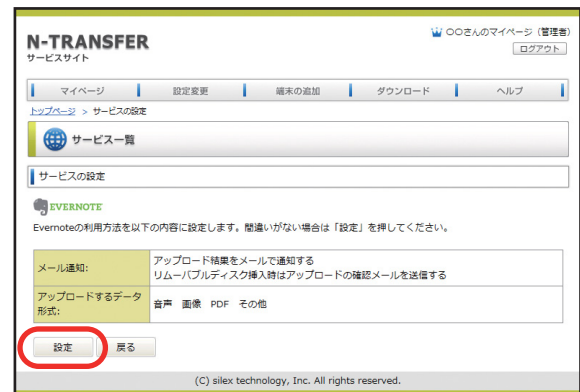 N-TRANSFER
サービスサイト
〇〇さんのマイページ（管理者）
ログアウト
マイページ 設定変更 端末の追加 ダウンロード ヘルプ
トップページ > サービスの設定
サービス一覧
サービスの設定
EVERNOTE
Evernoteの利用方法を以下の内容に設定します。間違いがない場合は「設定」を押してください。
メール通知:
アップロード結果をメールで通知する
リムーバブルディスク挿入時はアップロードの確認メールを送信する
アップロードするデータ
形式:
音声 画像 PDF その他
設定 戻る
(C) silex technology, Inc. All rights reserved.